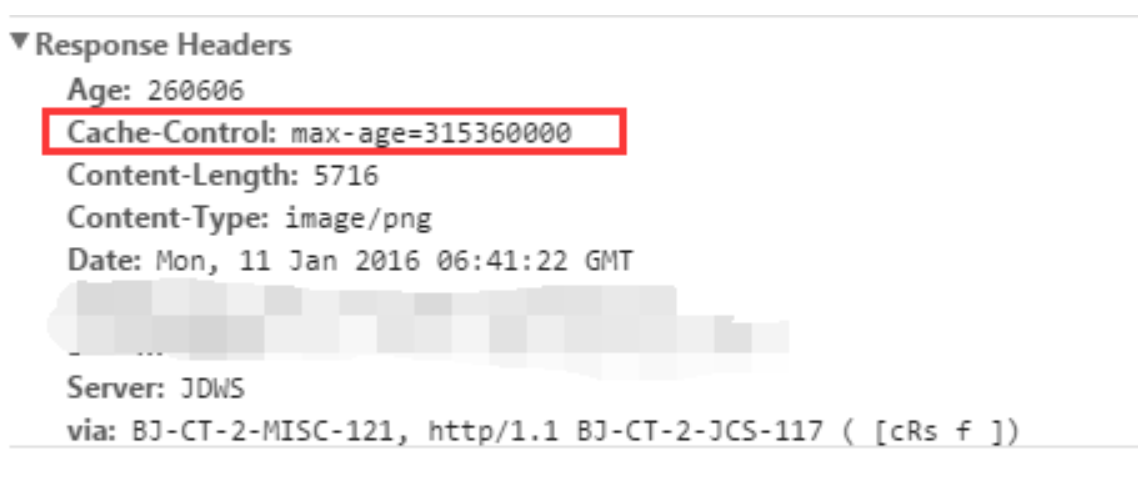 Response Headers
Age: 260606
Cache-Control: max-age=315360000
Content-Length: 5716
Content-Type: image/png
Date: Mon, 11 Jan 2016 06:41:22 GMT
Server: JDWS
via: BJ-CT-2-MISC-121, http/1.1 BJ-CT-2-JCS-117 ( [cRs f ])